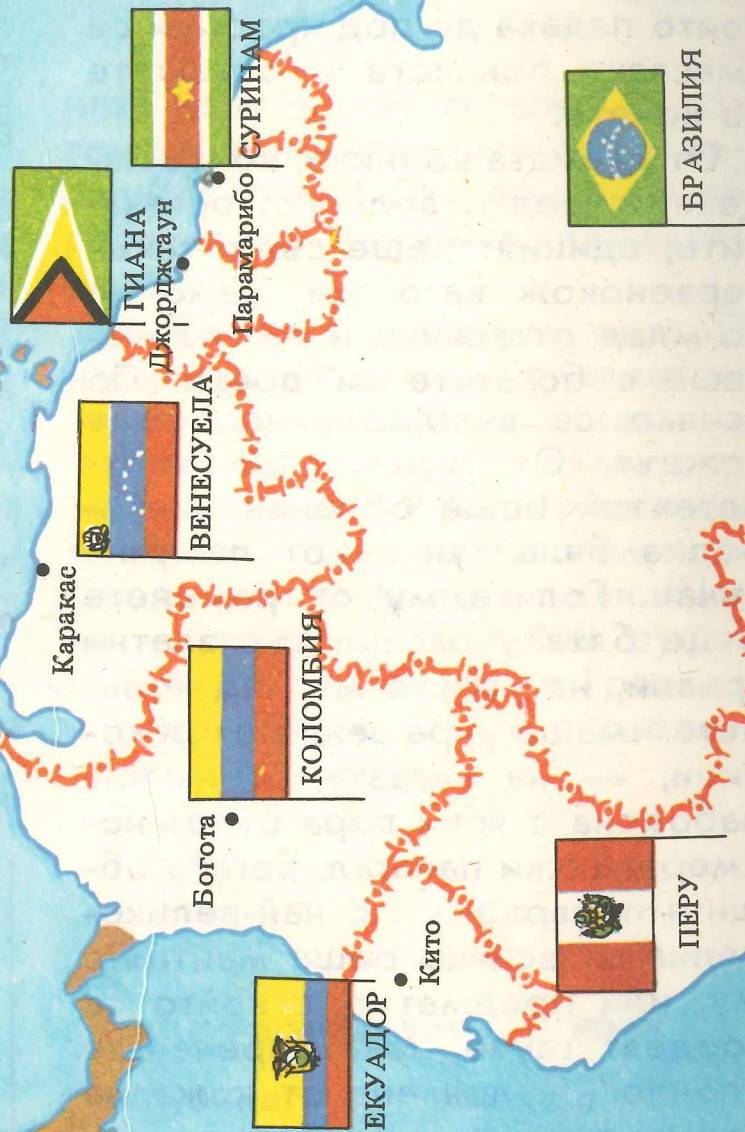 Каракас
ГИАНА
Джорджтаун
ВЕНЕСУЕЛА
Богота
Парамарибо
СУРИНАМ
КОЛОМБИЯ
ЕКУАДОР
Кито
ПЕРУ
БРАЗИЛИЯ